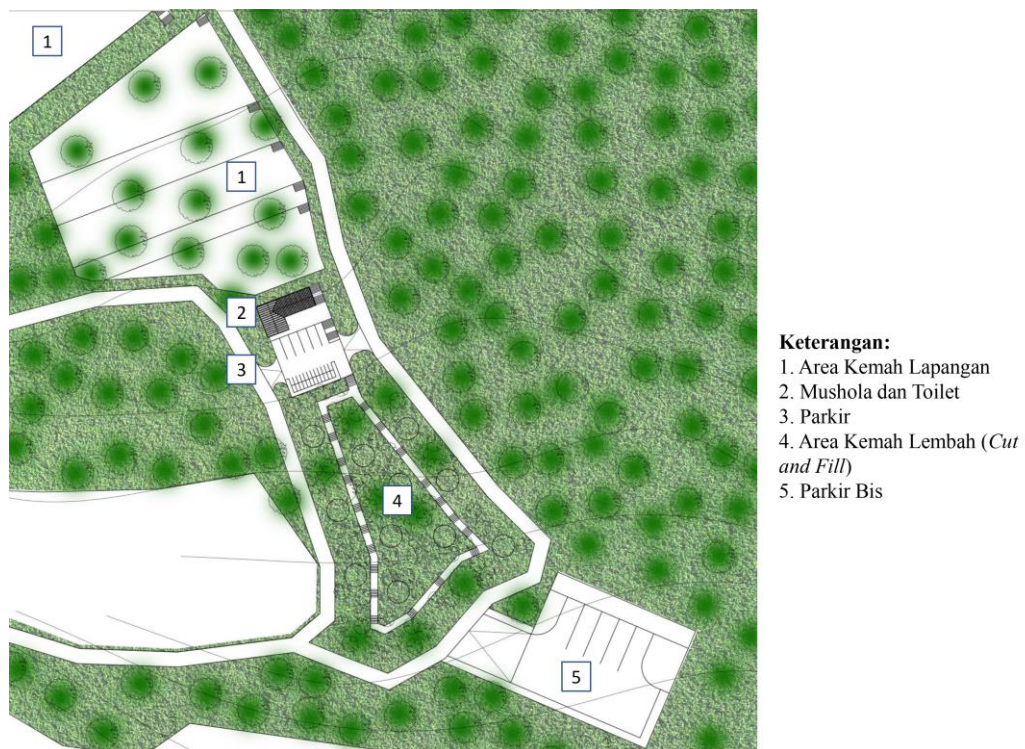 1
1
2
3
4
5
Keterangan:
1. Area Kemah Lapangan
2. Mushola dan Toilet
3. Parkir
4. Area Kemah Lembah (Cut
and Fill)
5. Parkir Bis